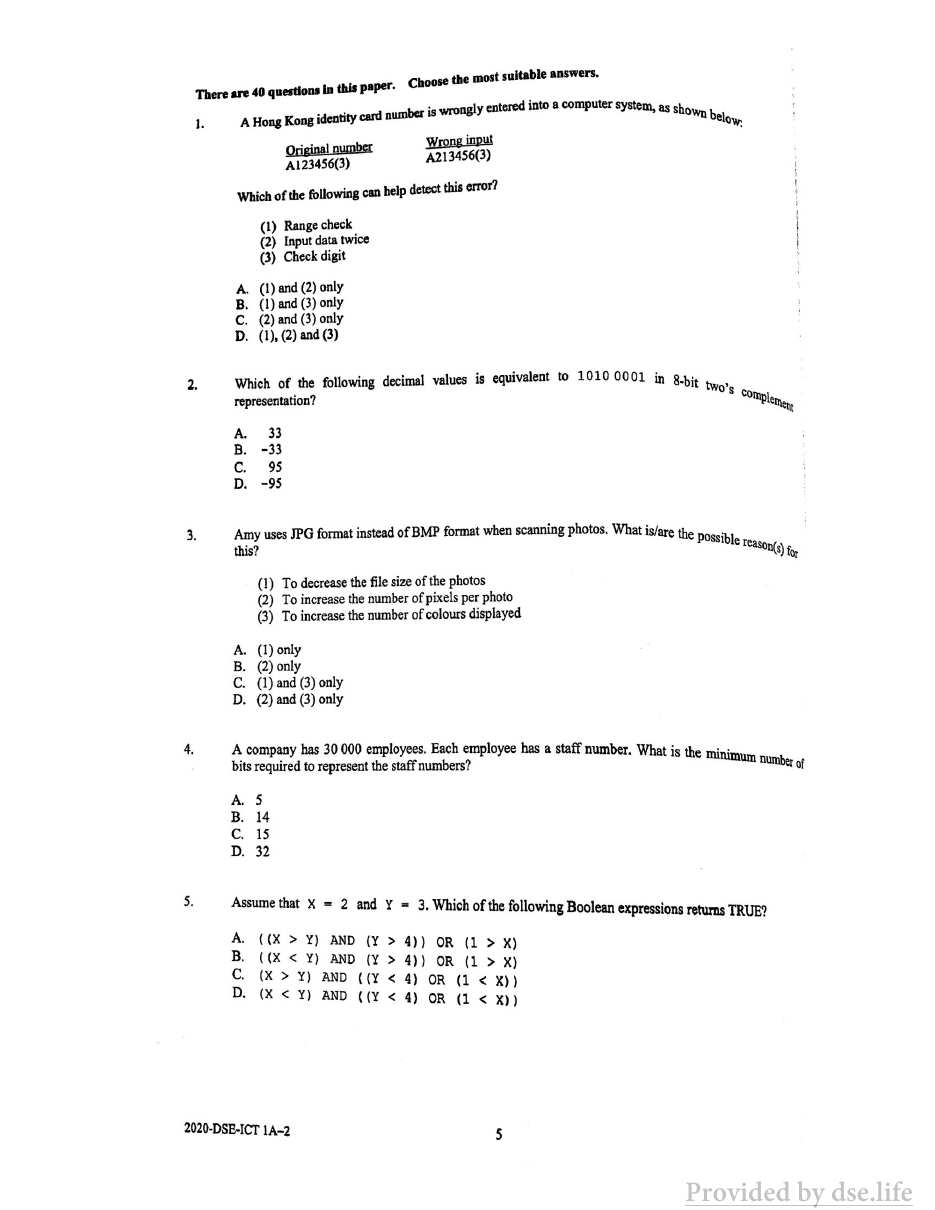 There are 40 questions in this paper. Choose the most suitable answers.
1. A Hong Kong identity card number is wrongly entered into a computer system, as shown below:
Original number Wrong input
A123456(3) A213456(3)
Which of the following can help detect this error?
(1) Range check
(2) Input data twice
(3) Check digit
A. (1) and (2) only
B. (1) and (3) only
C. (2) and (3) only
D. (1), (2) and (3)
2. Which of the following decimal values is equivalent to 1010 0001 in 8-bit two's complement
representation?
A. 33
B. -33
C. 95
D. -95
3. Amy uses JPG format instead of BMP format when scanning photos. What is/are the possible reason(s) for
this?
(1) To decrease the file size of the photos
(2) To increase the number of pixels per photo
(3) To increase the number of colours displayed
A. (1) only
B. (2) only
C. (1) and (3) only
D. (2) and (3) only
4. A company has 30 000 employees. Each employee has a staff number. What is the minimum number of
bits required to represent the staff numbers?
A. 5
B. 14
C. 15
D. 32
5. Assume that X = 2 and Y = 3. Which of the following Boolean expressions returns TRUE?
A. ((X > Y) AND (Y > 4)) OR (1 > X)
B. ((X < Y) AND (Y > 4)) OR (1 > X)
C. (X > Y) AND ((Y < 4) OR (1 < X))
D. (X < Y) AND ((Y < 4) OR (1 < X))
2020-DSE-ICT 1A–2 5
Provided by dse.life